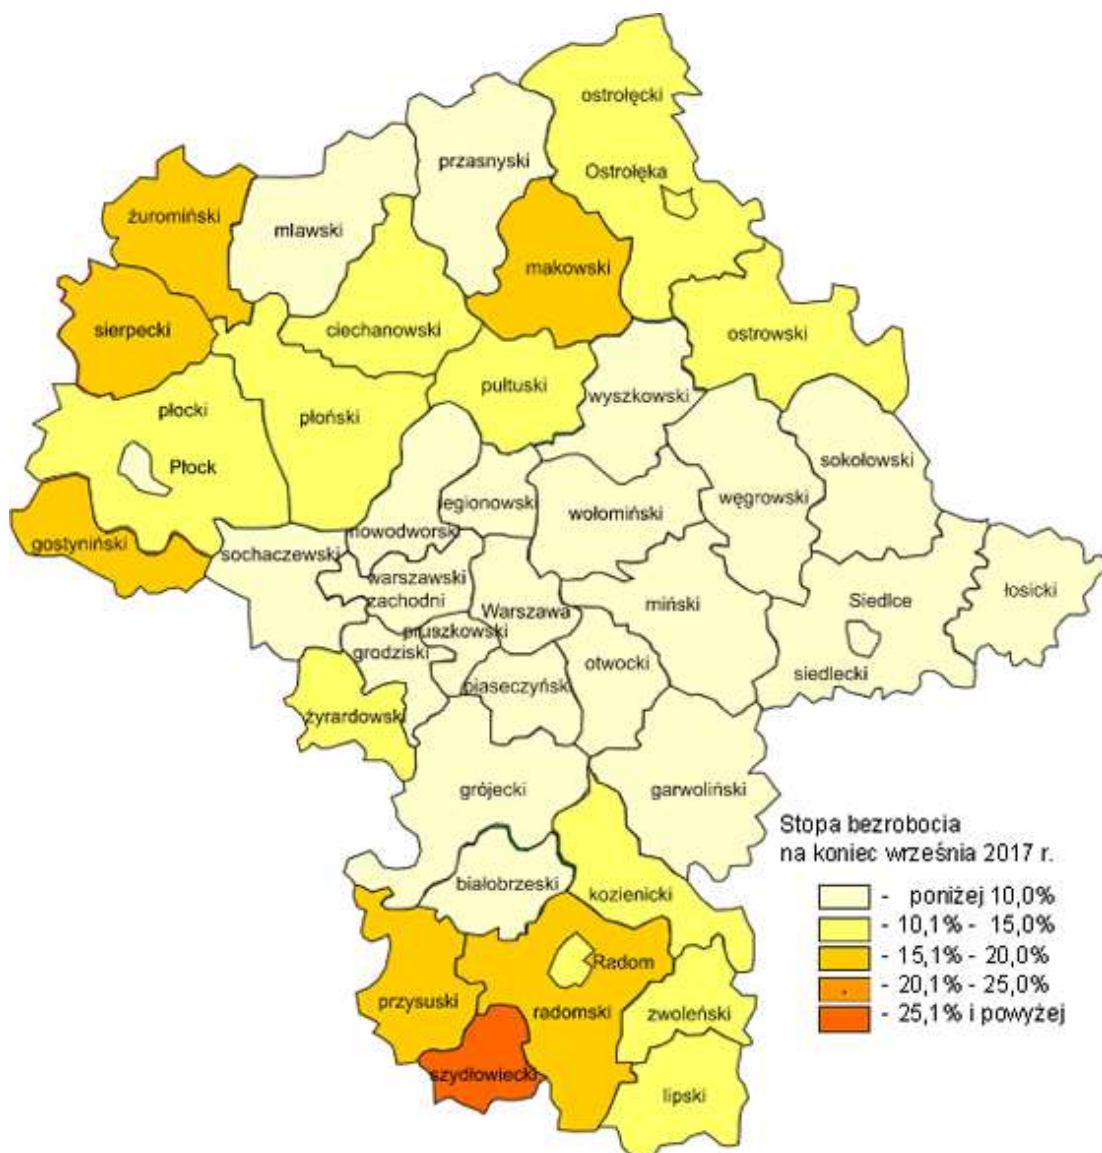 ostrołęcki
przasnyski
Ostrołęka
żuromiński
mlawski
makowski
sierpecki
ciechanowski
ostrowski
pułtuski
wyszkowski
płocki
płoński
sokołowski
Płock
legionowski
węgrowski
wołomiński
nowodworski
gostyniński
sochaczewski
warszawski
zachodni
łosicki
Siedlce
miński
Warszawa
pruszkowski
grodziski
otwocki
siedlecki
piaseczyński
żyrardowski
grójecki
garwoliński
białobrzeski
kozienicki
Radom
przysuski
radomski
zwoleński
szydłowiecki
lipski
Stopa bezrobocia
na koniec września 2017 r.
- poniżej 10,0%
- 10,1% - 15,0%
- 15,1% - 20,0%
- 20,1% - 25,0%
- 25,1% i powyżej